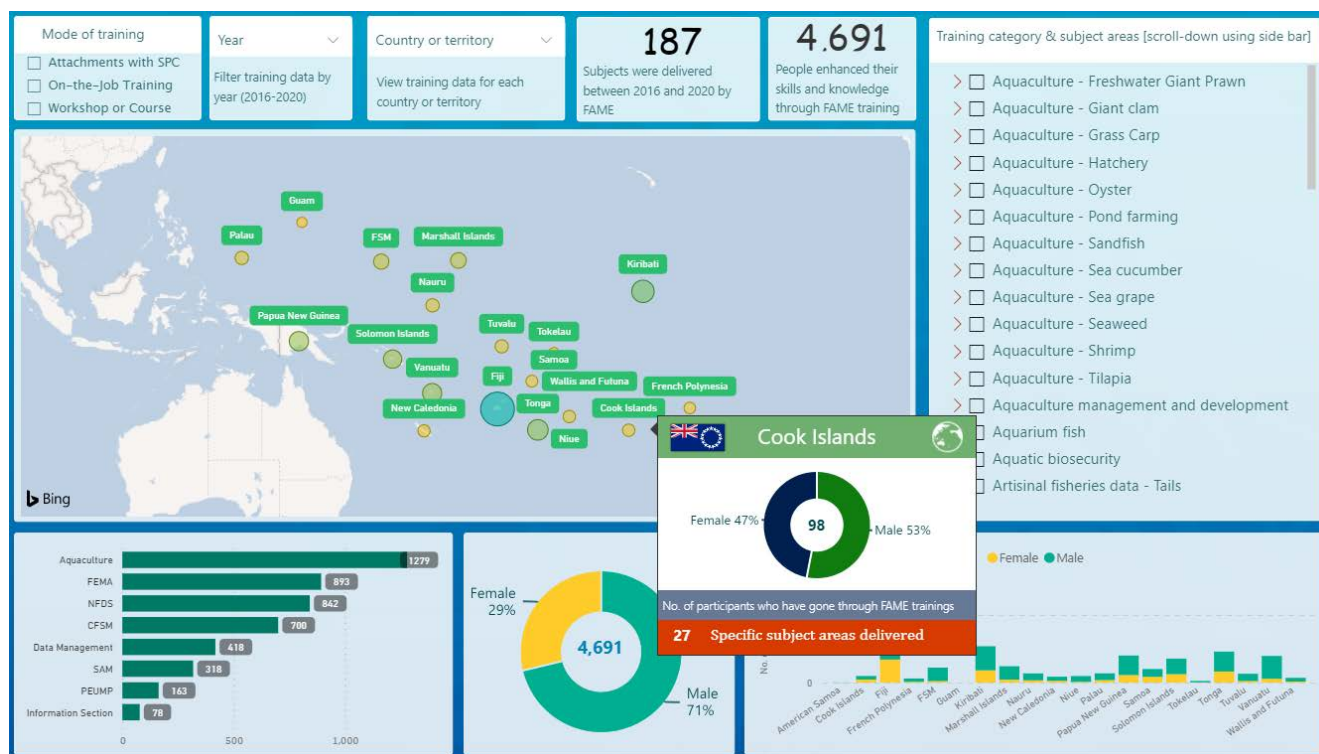 Mode of training
Attachments with SPC
On-the-Job Training
Workshop or Course
Year
Filter training data by
year (2016-2020)
Country or territory
View training data for each
country or territory
187
Subjects were delivered
between 2016 and 2020 by
FAME
4.691
People enhanced their
skills and knowledge
through FAME training
Training category & subject areas [scroll-down using side bar]
Aquaculture - Freshwater Giant Prawn
Aquaculture - Giant clam
Aquaculture - Grass Carp
Aquaculture - Hatchery
Aquaculture - Oyster
Aquaculture - Pond farming
Aquaculture - Sandfish
Aquaculture - Sea cucumber
Aquaculture - Sea grape
Aquaculture - Seaweed
Aquaculture - Shrimp
Aquaculture - Tilapia
Aquaculture management and development
Aquarium fish
Aquatic biosecurity
Artisinal fisheries data - Tails
Guam
Palau
FSM
Marshall Islands
Kiribati
Nauru
Papua New Guinea
Solomon Islands
Tuvalu
Tokelau
Samoa
Vanuatu
Fiji
Wallis and Futuna
French Polynesia
New Caledonia
Tonga
Cook Islands
Niue
Bing
Cook Islands
Female 47%
98
Male 53%
No. of participants who have gone through FAME trainings
27 Specific subject areas delivered
Aquaculture 1279
FEMA 893
NFDS 842
CFSM 700
Data Management 418
SAM 318
PEUMP 163
Information Section 78
0 500 1,000
Female
29%
4,691
Male
71%
Female Male
No.
0
American Samoa
Cook Islands
Fiji
French Polynesia
FSM
Guam
Kiribati
Marshall Islands
Nauru
New Caledonia
Niue
Palau
Papua New Guinea
Samoa
Solomon Islands
Tokelau
Tonga
Tuvalu
Vanuatu
Wallis and Futuna